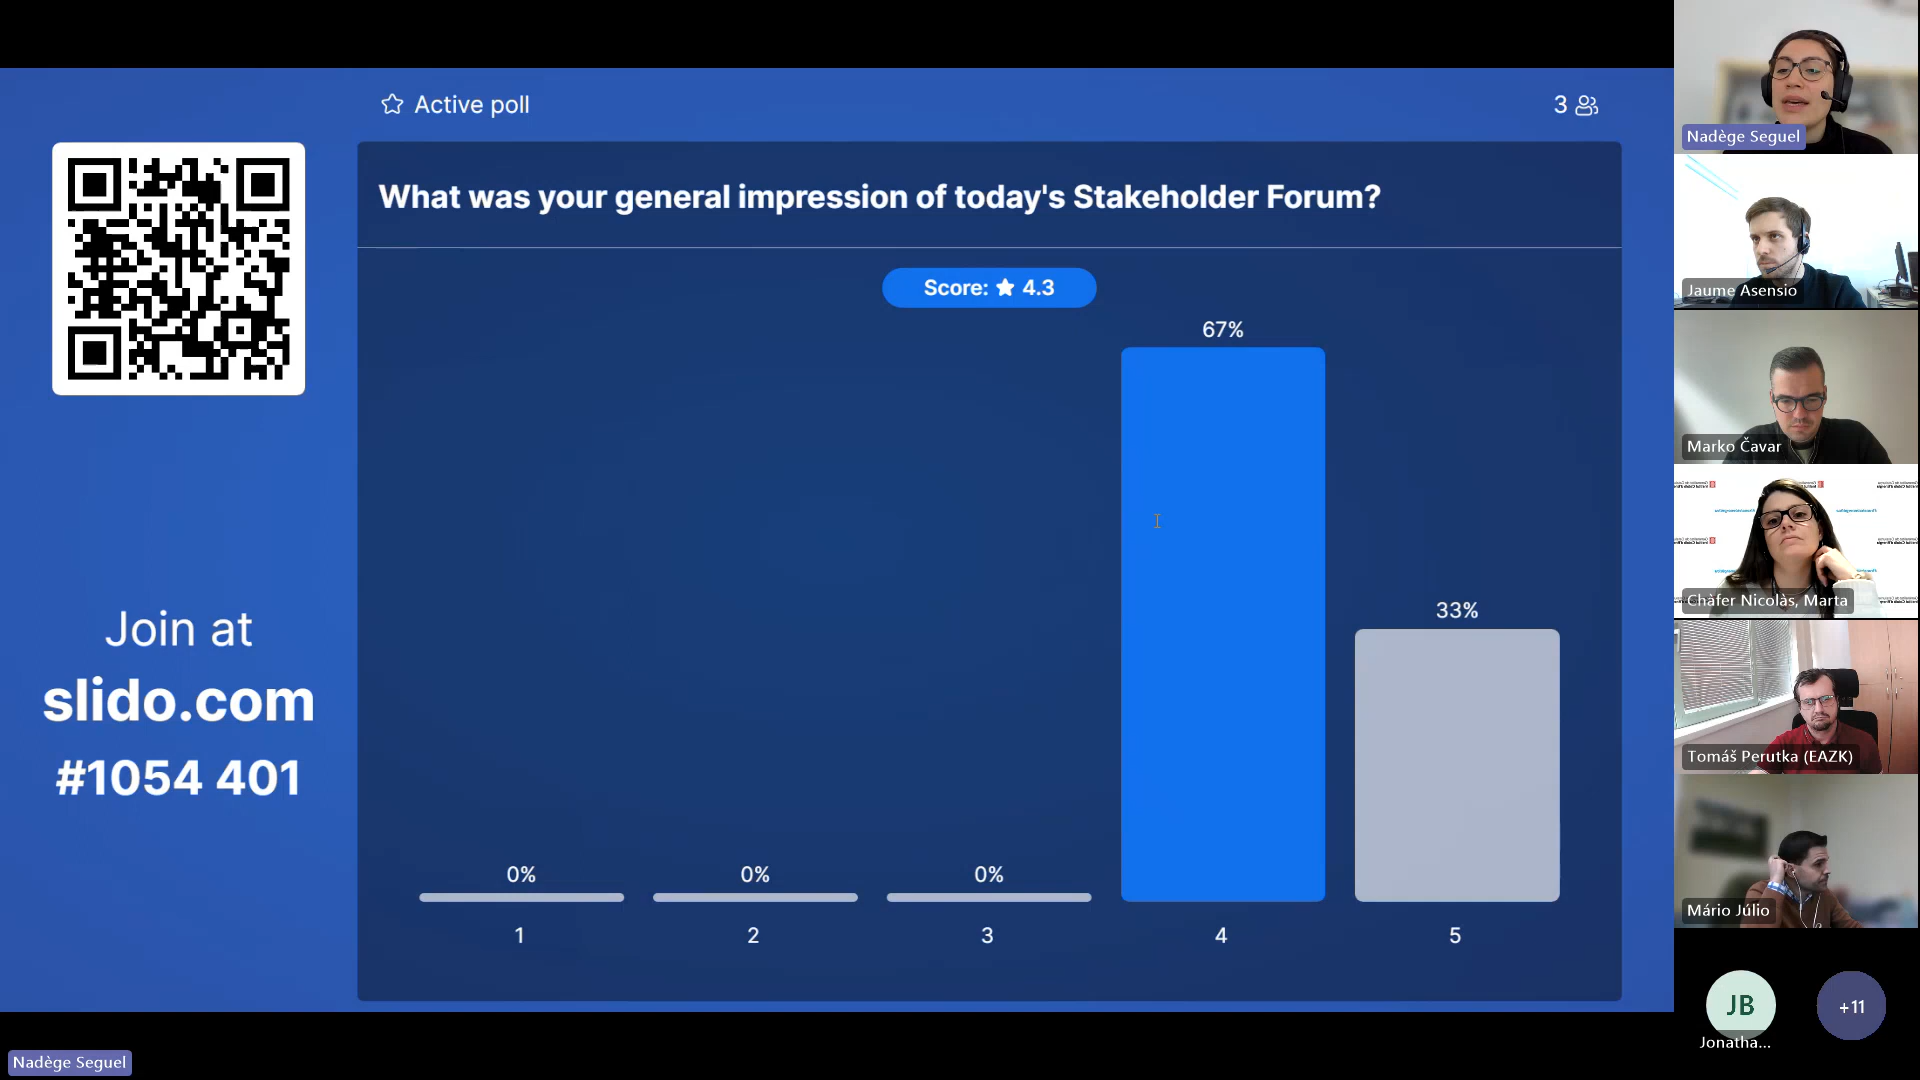 Active poll
3
What was your general impression of today's Stakeholder Forum?
Score: ★ 4.3
67%
33%
0%
0%
0%
1
2
3
4
5
Join at
slido.com
#1054 401
Nadège Seguel
Nadège Seguel
Jaume Asensio
Marko Čavar
Chàfer Nicolàs, Marta
Tomáš Perutka (EAZK)
Mário Júlio
JB
Jonatha...
+11